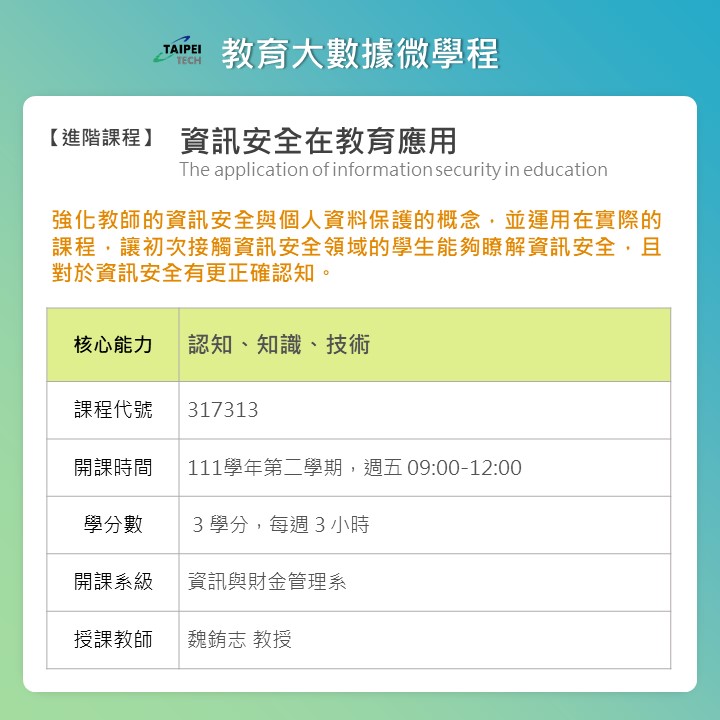 TAIPEI
TECH
教育大數據微學程
【進階課程】 資訊安全在教育應用
The application of information security in education
強化教師的資訊安全與個人資料保護的概念，並運用在實際的
課程，讓初次接觸資訊安全領域的學生能夠瞭解資訊安全，且
對於資訊安全有更正確認知。
核心能力 認知、知識、技術
課程代號 317313
開課時間 111學年第二學期，週五 09:00-12:00
學分數 3 學分，每週 3 小時
開課系級 資訊與財金管理系
授課教師 魏銪志 教授